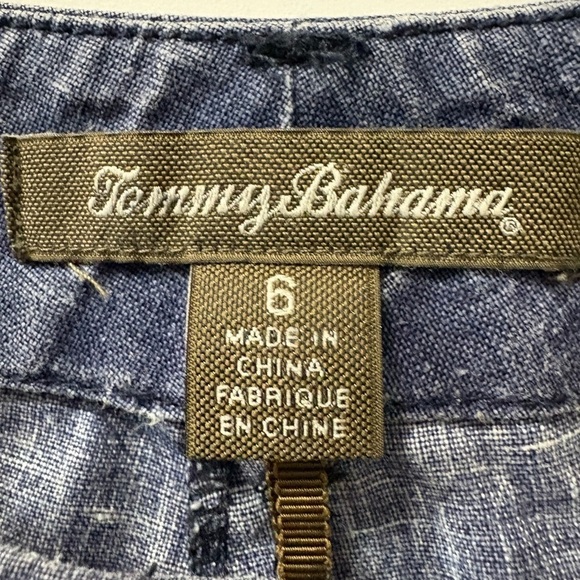 Tommy Bahama®
6
MADE IN
CHINA
FABRIQUE
EN CHINE